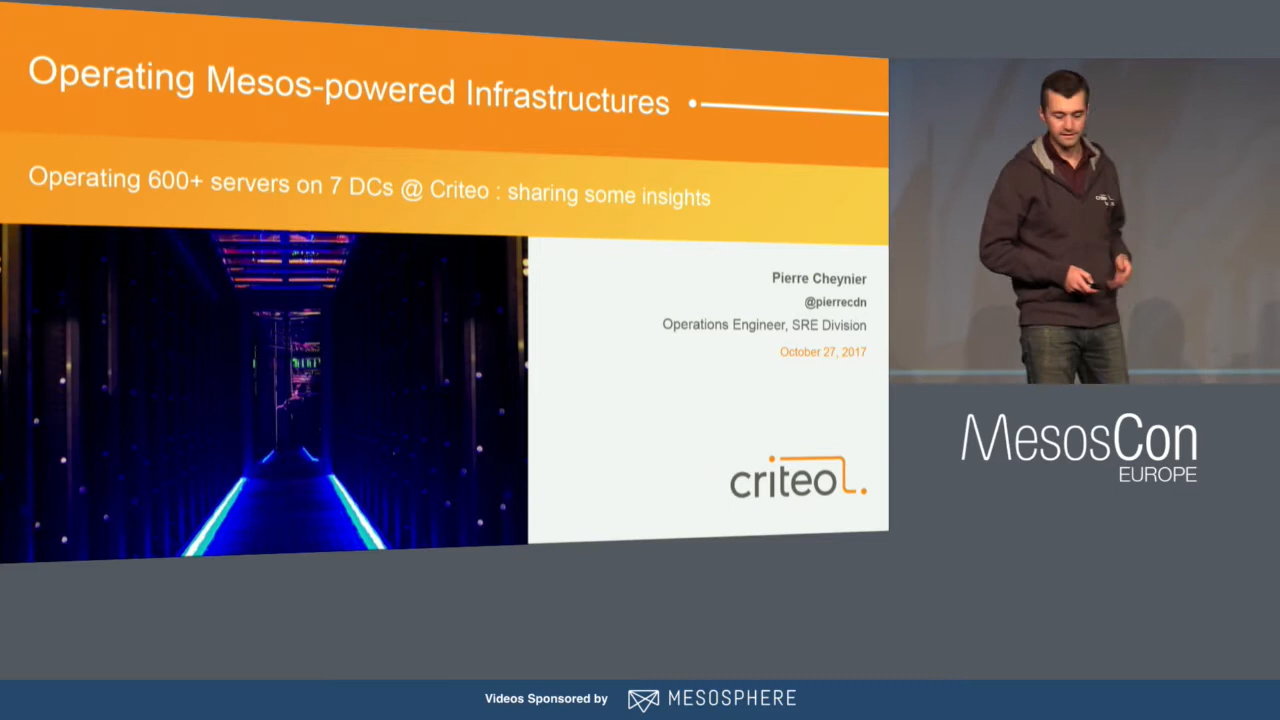 Operating Mesos-powered Infrastructures
Operating 600+ servers on 7 DCs @ Criteo : sharing some insights
Pierre Cheynier
@pierrecdn
Operations Engineer, SRE Division
October 27, 2017
criteo
MesosCon
EUROPE
Videos Sponsored by MESOSPHERE